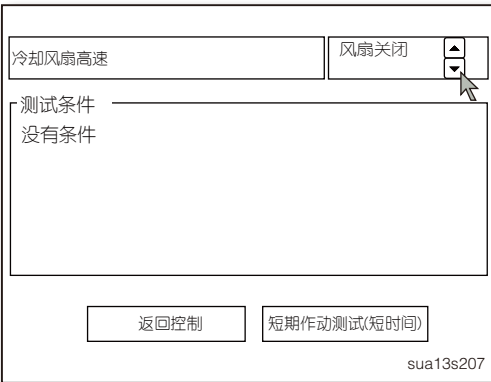 冷却风扇高速
风扇关闭
测试条件
没有条件
返回控制
短期作动测试(短时间)
sua13s207